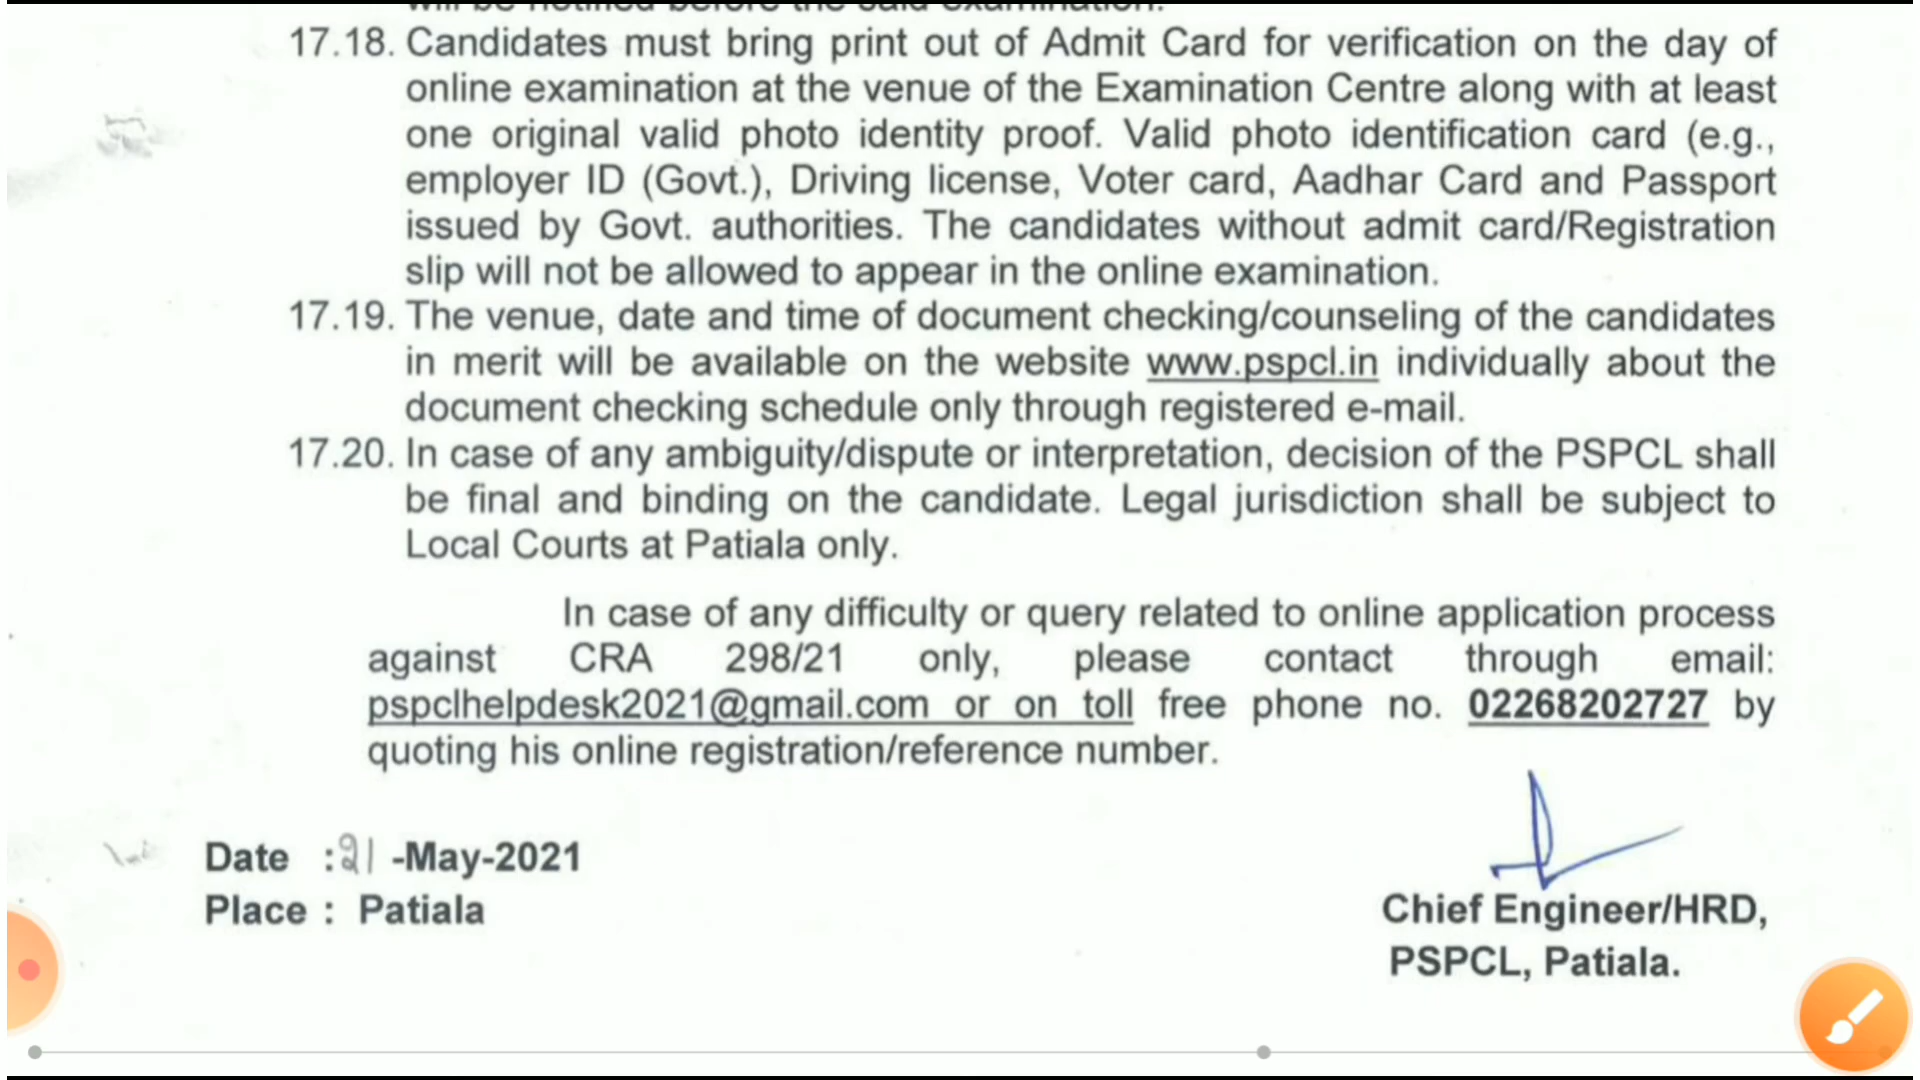 will be notified before the said examination.
17.18. Candidates must bring print out of Admit Card for verification on the day of
online examination at the venue of the Examination Centre along with at least
one original valid photo identity proof. Valid photo identification card (e.g.,
employer ID (Govt.), Driving license, Voter card, Aadhar Card and Passport
issued by Govt. authorities. The candidates without admit card/Registration
slip will not be allowed to appear in the online examination.
17.19. The venue, date and time of document checking/counseling of the candidates
in merit will be available on the website www.pspcl.in individually about the
document checking schedule only through registered e-mail.
17.20. In case of any ambiguity/dispute or interpretation, decision of the PSPCL shall
be final and binding on the candidate. Legal jurisdiction shall be subject to
Local Courts at Patiala only.
In case of any difficulty or query related to online application process
against CRA 298/21 only, please contact through email:
pspclhelpdesk2021@gmail.com or on toll free phone no. 02268202727 by
quoting his online registration/reference number.
Date :21 -May-2021
Place : Patiala
Chief Engineer/HRD,
PSPCL, Patiala.